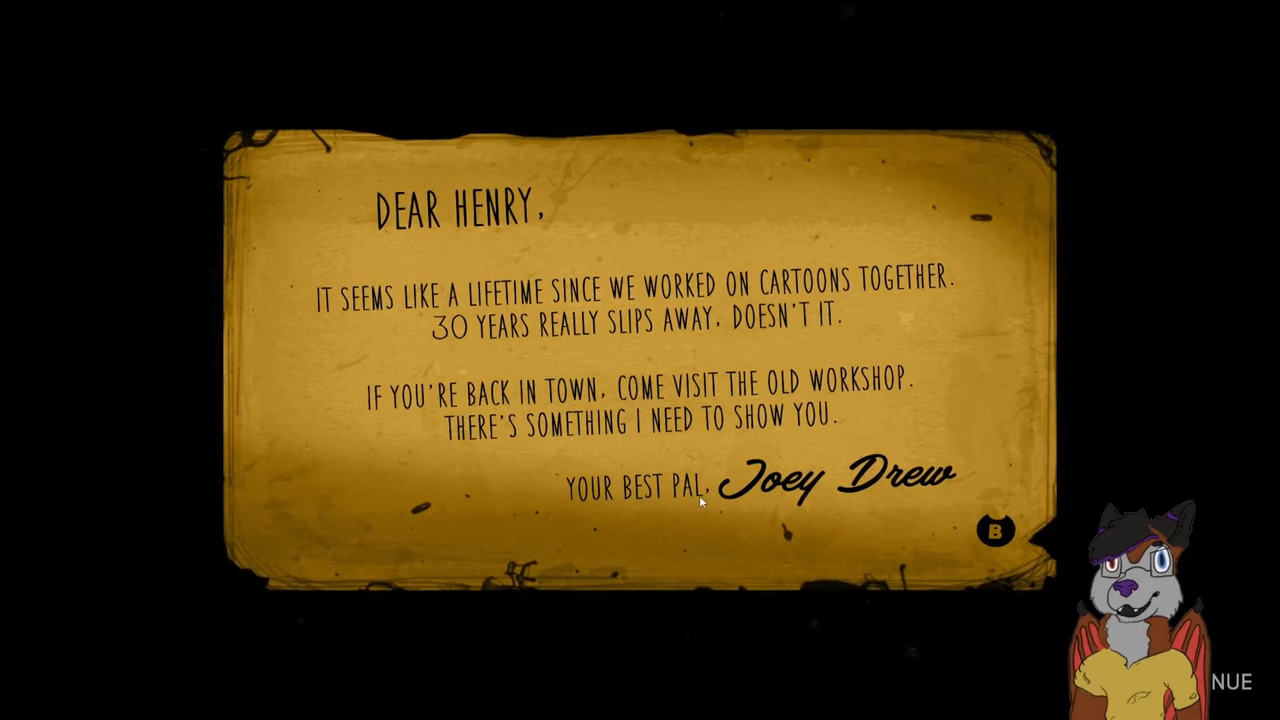 DEAR HENRY,
IT SEEMS LIKE A LIFETIME SINCE WE WORKED ON CARTOONS TOGETHER.
30 YEARS REALLY SLIPS AWAY, DOESN'T IT.
IF YOU'RE BACK IN TOWN, COME VISIT THE OLD WORKSHOP.
THERE'S SOMETHING I NEED TO SHOW YOU.
YOUR BEST PAL, Joey Drew
B
NUE